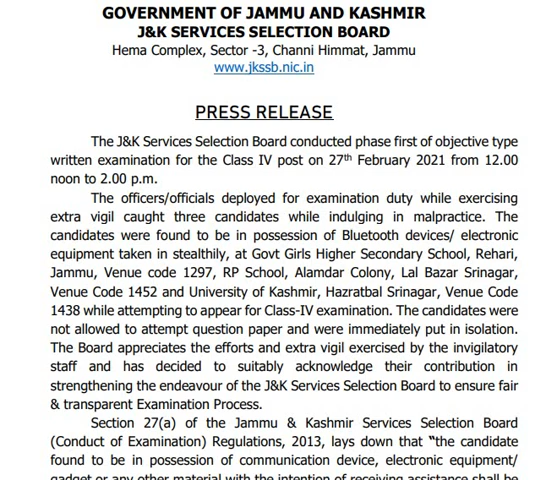 GOVERNMENT OF JAMMU AND KASHMIR
J&K SERVICES SELECTION BOARD
Hema Complex, Sector -3, Channi Himmat, Jammu
www.jkssb.nic.in
PRESS RELEASE
The J&K Services Selection Board conducted phase first of objective type
written examination for the Class IV post on 27th February 2021 from 12.00
noon to 2.00 p.m.
The officers/officials deployed for examination duty while exercising
extra vigil caught three candidates while indulging in malpractice. The
candidates were found to be in possession of Bluetooth devices/ electronic
equipment taken in stealthily, at Govt Girls Higher Secondary School, Rehari,
Jammu, Venue code 1297, RP School, Alamdar Colony, Lal Bazar Srinagar,
Venue Code 1452 and University of Kashmir, Hazratbal Srinagar, Venue Code
1438 while attempting to appear for Class-IV examination. The candidates were
not allowed to attempt question paper and were immediately put in isolation.
The Board appreciates the efforts and extra vigil exercised by the invigilatory
staff and has decided to suitably acknowledge their contribution in
strengthening the endeavour of the J&K Services Selection Board to ensure fair
& transparent Examination Process.
Section 27(a) of the Jammu & Kashmir Services Selection Board
(Conduct of Examination) Regulations, 2013, lays down that "the candidate
found to be in possession of communication device, electronic equipment/
gadget or any other material with the intention of receiving assistance shall be